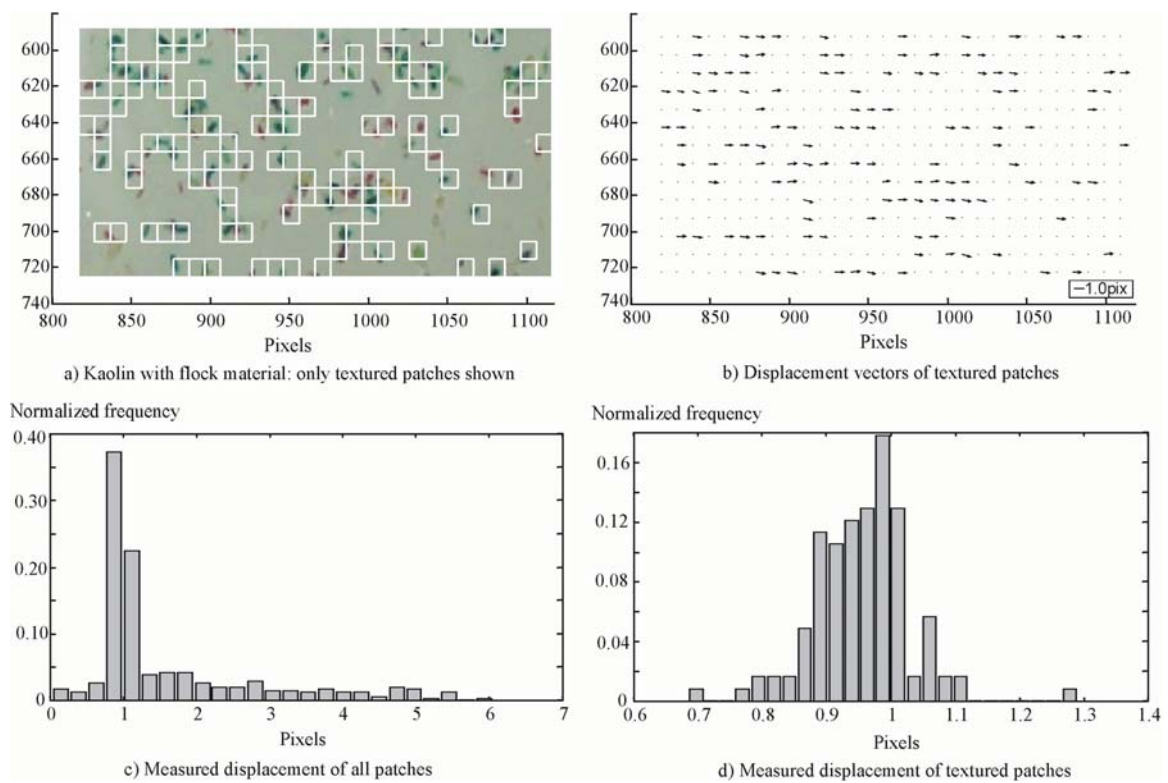 600
620
640
660
680
700
720
740
800 850 900 950 1000 1050 1100
Pixels
a) Kaolin with flock material: only textured patches shown
600
620
640
660
680
700
720
740
−1.0pix
800 850 900 950 1000 1050 1100
Pixels
b) Displacement vectors of textured patches
Normalized frequency
0.40
0.30
0.20
0.10
0
0 1 2 3 4 5 6 7
Pixels
c) Measured displacement of all patches
Normalized frequency
0.16
0.12
0.08
0.04
0
0.6 0.7 0.8 0.9 1 1.1 1.2 1.3 1.4
Pixels
d) Measured displacement of textured patches